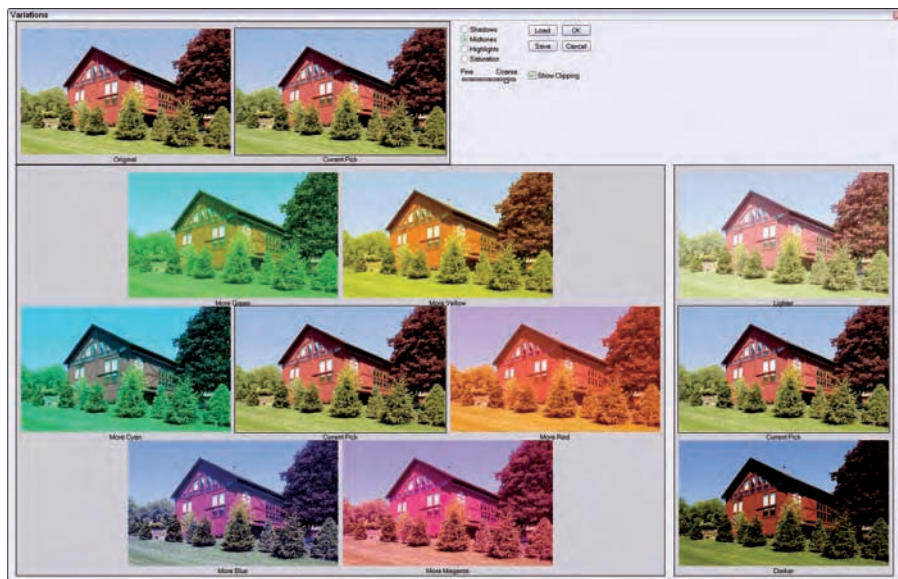 Variations
Shadows
Midtones
Highlights
Saturation
Load
OK
Save
Cancel
Fine
Coarse
Show Clipping
Original
Current Pick
More Green
More Yellow
Lighter
More Cyan
Current Pick
More Red
Current Pick
More Blue
More Magenta
Darker